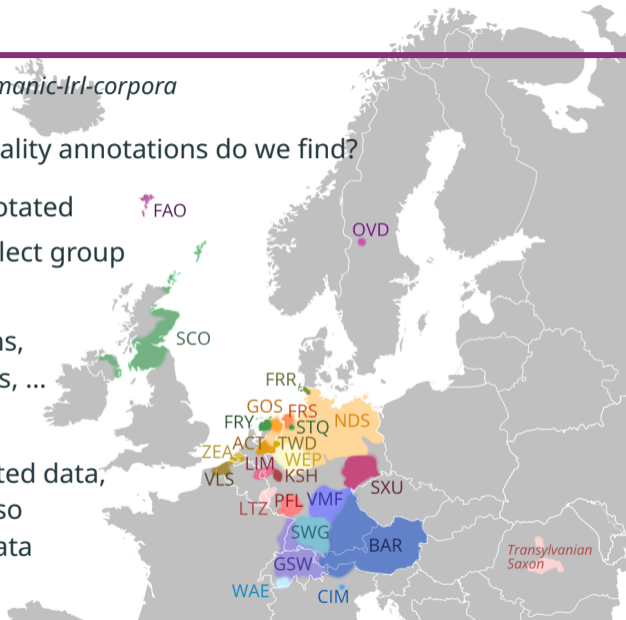 manic-lrl-corpora
ality annotations do we find?
otated
FAO
OVD
lect group
SCO
ns,
s, ...
FRR
GOS
FRS
NDS
FRY
STQ
ACT
TWD
ZEA
WEP
LIM
KSH
VLS
SXU
ted data,
PFL
VMF
LTZ
so
SWG
ata
BAR
Transylvanian
Saxon
GSW
WAE
CIM